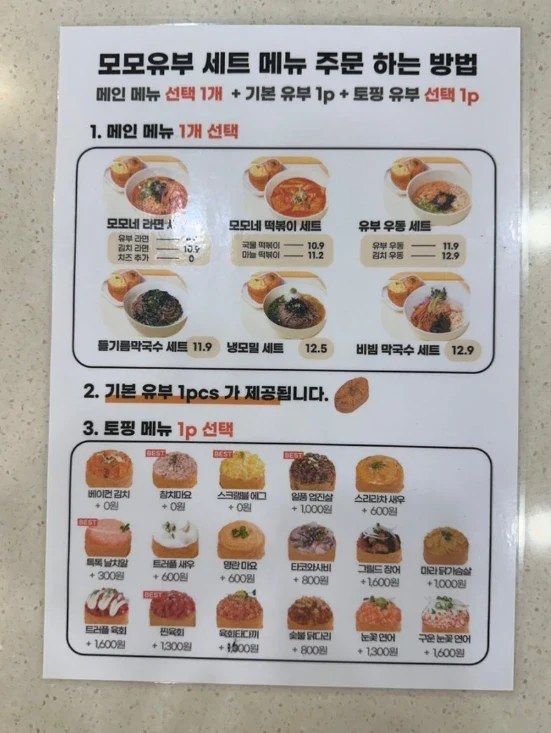 모모유부 세트 메뉴 주문 하는 방법
메인 메뉴 선택 1개 + 기본 유부 1p + 토핑 유부 선택 1p
1. 메인 메뉴 1개 선택
모모네 라면
유부 라면
김치 라면 10.9
치즈 추가 0
모모네 떡볶이 세트
국물 떡볶이 10.9
마늘 떡볶이 11.2
유부 우동 세트
유부 우동 11.9
김치 우동 12.9
들기름막국수 세트 11.9
냉모밀 세트 12.5
비빔 막국수 세트 12.9
2. 기본 유부 1pcs 가 제공됩니다.
3. 토핑 메뉴 1p 선택
베이컨 김치
+ 0원
BEST
참치마요
+ 0원
BEST
스크램블 에그
+ 0원
BEST
일품 업진살
+ 1,000원
스리라차 새우
+ 600원
BEST
톡톡 날치알
+ 300원
트러플 새우
+ 600원
명란 마요
+ 600원
타코와사비
+ 800원
그릴드 장어
+1,600원
마라 닭가슴살
+1,000원
트러플 육회
+ 1,600원
BEST
찐육회
+ 1,300원
육회타다끼
숯불 닭다리
+ 800원
눈꽃 연어
+ 1,300원
구운 눈꽃 연어
+ 1,600원